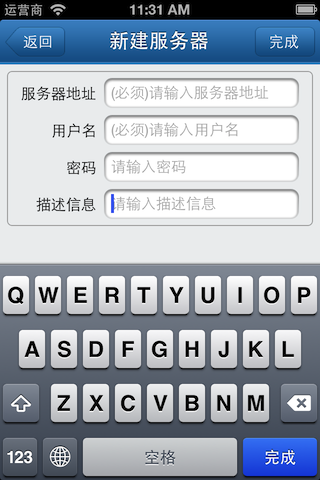 运营商 11:31 AM
返回 新建服务器 完成
服务器地址 (必须)请输入服务器地址
用户名 (必须)请输入用户名
密码 请输入密码
描述信息 请输入描述信息
Q W E R T Y U I O P
A S D F G H J K L
Z X C V B N M
123 空格 完成